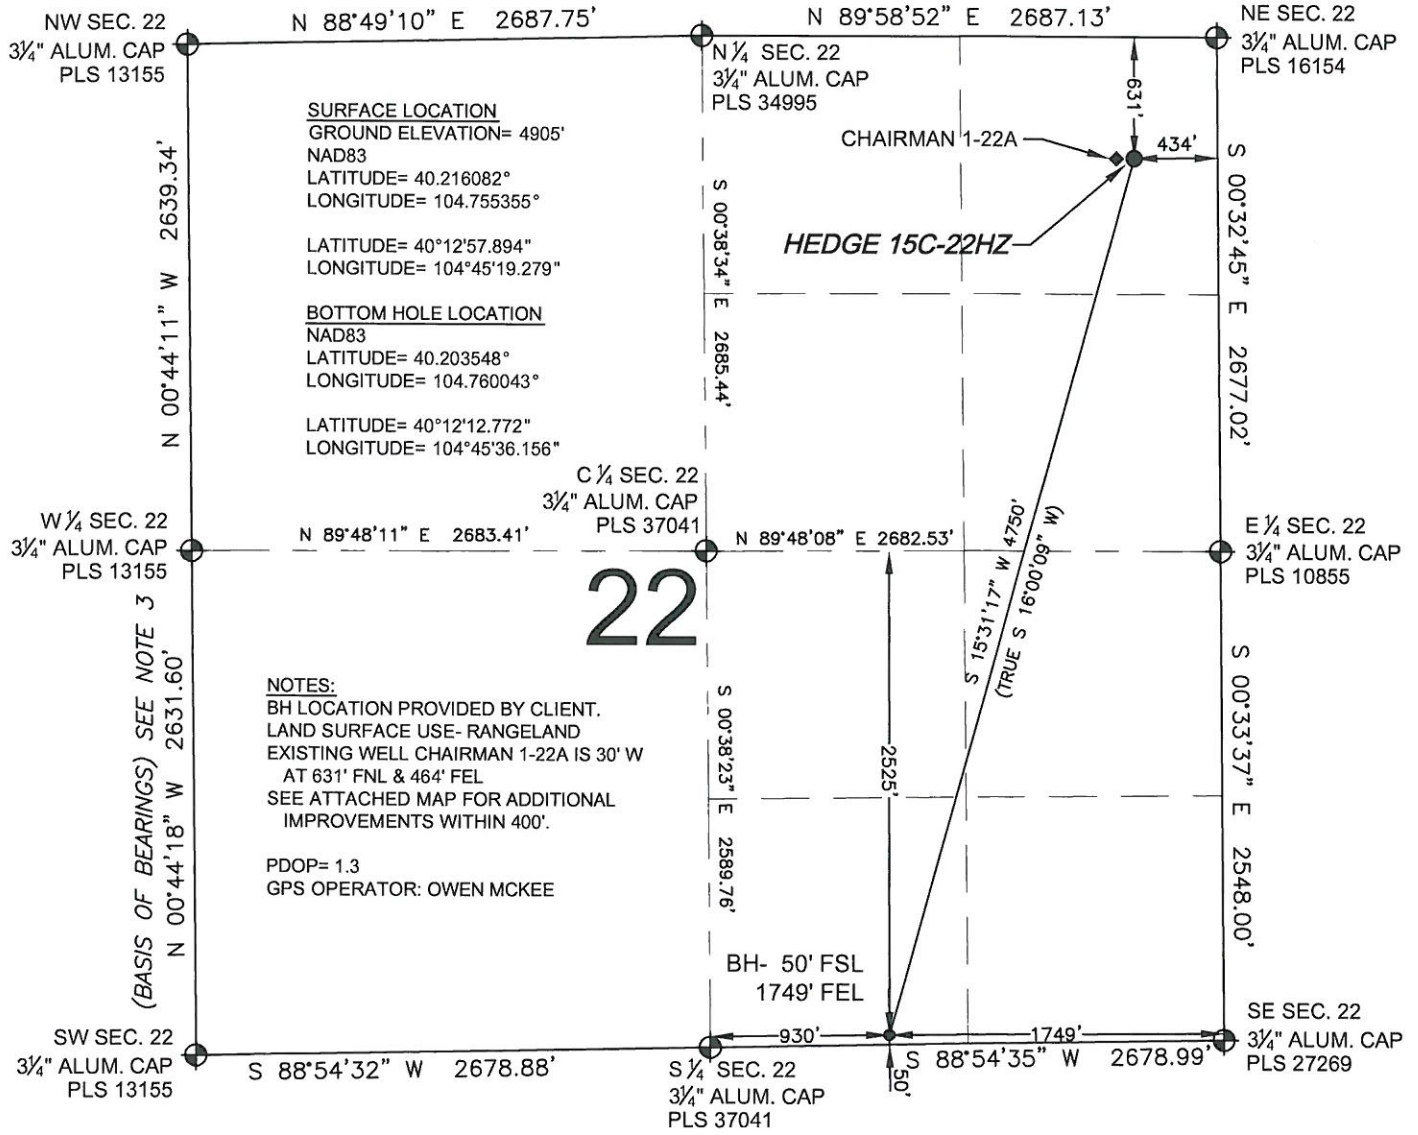 N 88°49'10" E 2687.75'
N 89°58'52" E 2687.13'
NW SEC. 22
3¼" ALUM. CAP
PLS 13155
N ¼ SEC. 22
3¼" ALUM. CAP
PLS 34995
NE SEC. 22
3¼" ALUM. CAP
PLS 16154
SURFACE LOCATION
GROUND ELEVATION= 4905'
NAD83
LATITUDE= 40.216082°
LONGITUDE= 104.755355°
LATITUDE= 40°12'57.894"
LONGITUDE= 104°45'19.279"
BOTTOM HOLE LOCATION
NAD83
LATITUDE= 40.203548°
LONGITUDE= 104.760043°
LATITUDE= 40°12'12.772"
LONGITUDE= 104°45'36.156"
631'
CHAIRMAN 1-22A
434'
HEDGE 15C-22HZ
N 00°44'11" W 2639.34'
S 00°38'34" E 2685.44'
S 00°32'45" E 2677.02'
C ¼ SEC. 22
3¼" ALUM. CAP
PLS 37041
W ¼ SEC. 22
3¼" ALUM. CAP
PLS 13155
N 89°48'11" E 2683.41'
N 89°48'08" E 2682.53'
E ¼ SEC. 22
3¼" ALUM. CAP
PLS 10855
S 15°31'17" W 4750'
(TRUE S 16°00'09" W)
22
NOTES:
BH LOCATION PROVIDED BY CLIENT.
LAND SURFACE USE- RANGELAND
EXISTING WELL CHAIRMAN 1-22A IS 30' W
AT 631' FNL & 464' FEL
SEE ATTACHED MAP FOR ADDITIONAL
IMPROVEMENTS WITHIN 400'.
PDOP= 1.3
GPS OPERATOR: OWEN MCKEE
(BASIS OF BEARINGS) SEE NOTE 3
N 00°44'18" W 2631.60'
S 00°38'23" E 2589.76'
2525'
S 00°33'37" E 2548.00'
BH- 50' FSL
1749' FEL
930'
1749'
SW SEC. 22
3¼" ALUM. CAP
PLS 13155
S 88°54'32" W 2678.88'
S ¼ SEC. 22
3¼" ALUM. CAP
PLS 37041
50'
S 88°54'35" W 2678.99'
SE SEC. 22
3¼" ALUM. CAP
PLS 27269